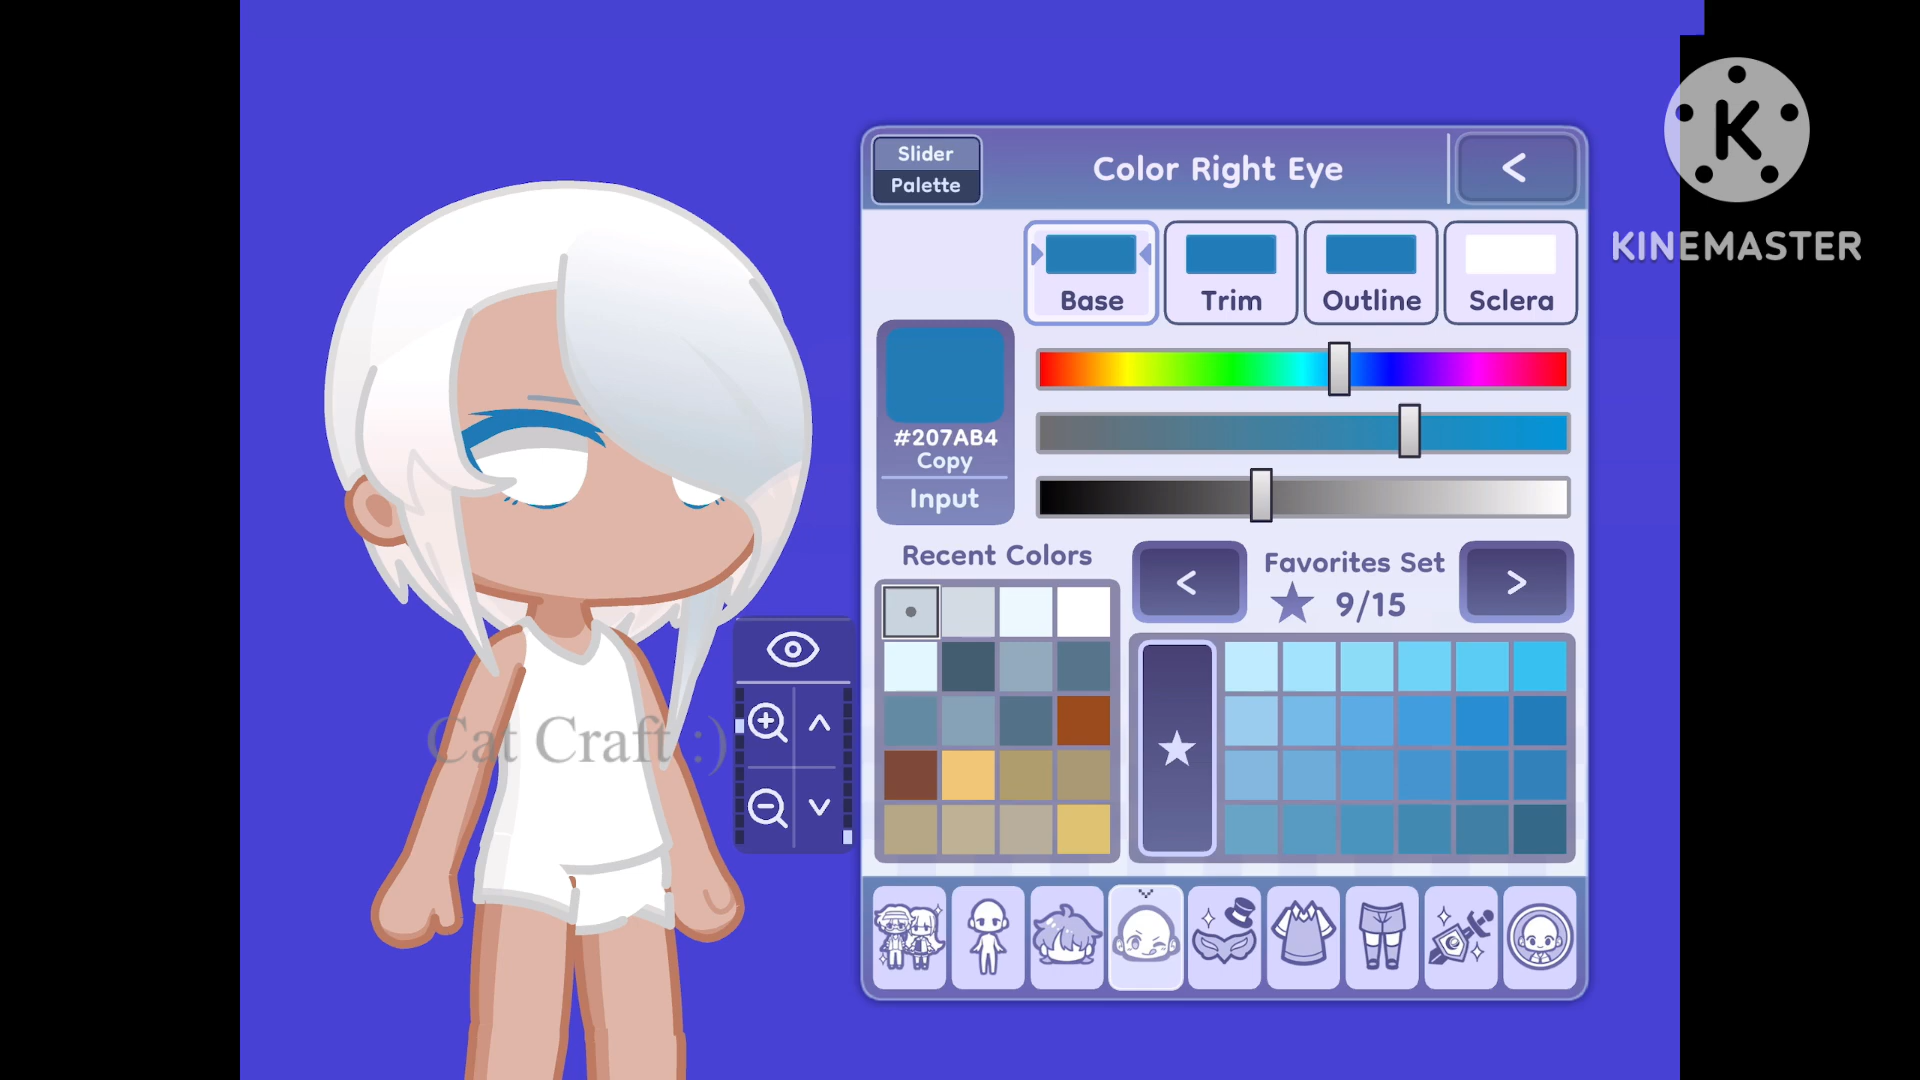 Slider
Palette
Color Right Eye
<
K
KINEMASTER
Base
Trim
Outline
Sclera
#207AB4
Copy
Input
Recent Colors
<
Favorites Set
9/15
>
Cat Craft :)